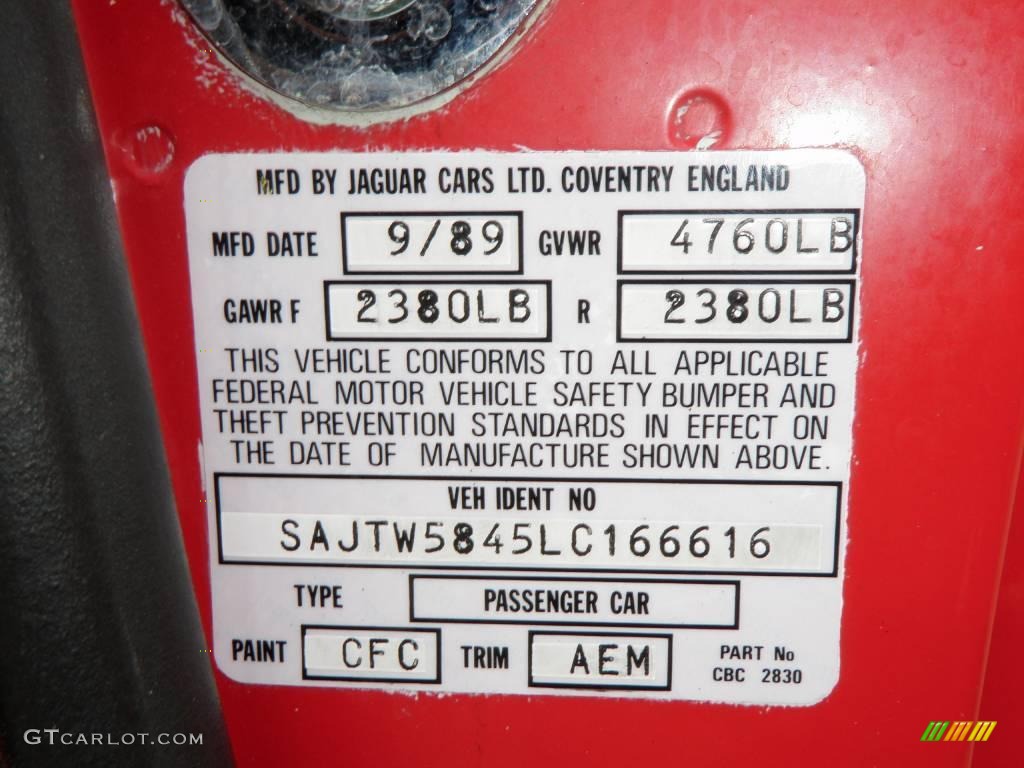 MFD BY JAGUAR CARS LTD. COVENTRY ENGLAND
MFD DATE 9/89 GVWR 4760LB
GAWR F 2380LB R 2380LB
THIS VEHICLE CONFORMS TO ALL APPLICABLE
FEDERAL MOTOR VEHICLE SAFETY BUMPER AND
THEFT PREVENTION STANDARDS IN EFFECT ON
THE DATE OF MANUFACTURE SHOWN ABOVE.
VEH IDENT NO
SAJTW5845LC166616
TYPE PASSENGER CAR
PAINT CFC TRIM AEM PART No
CBC 2830
GTCARLOT.COM